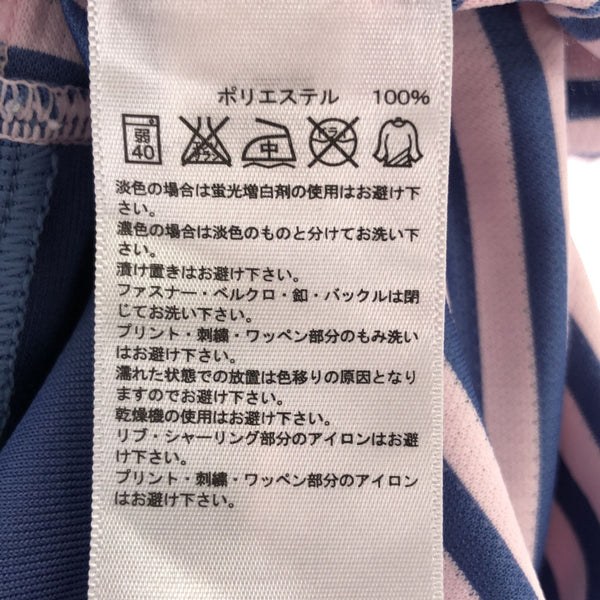 ポリエステル 100%
弱 40 エンソサラシ 中 ドライ
淡色の場合は蛍光増白剤の使用はお避け下
さい。
濃色の場合は淡色のものと分けてお洗い下
さい。
漬け置きはお避け下さい。
ファスナー・ベルクロ・釦・バックルは閉
じてお洗い下さい。
プリント・刺繍・ワッペン部分のもみ洗い
はお避け下さい。
濡れた状態での放置は色移りの原因となり
ますのでお避け下さい。
乾燥機の使用はお避け下さい。
リブ・シャーリング部分のアイロンはお避
け下さい。
プリント・刺繍・ワッペン部分のアイロン
はお避け下さい。